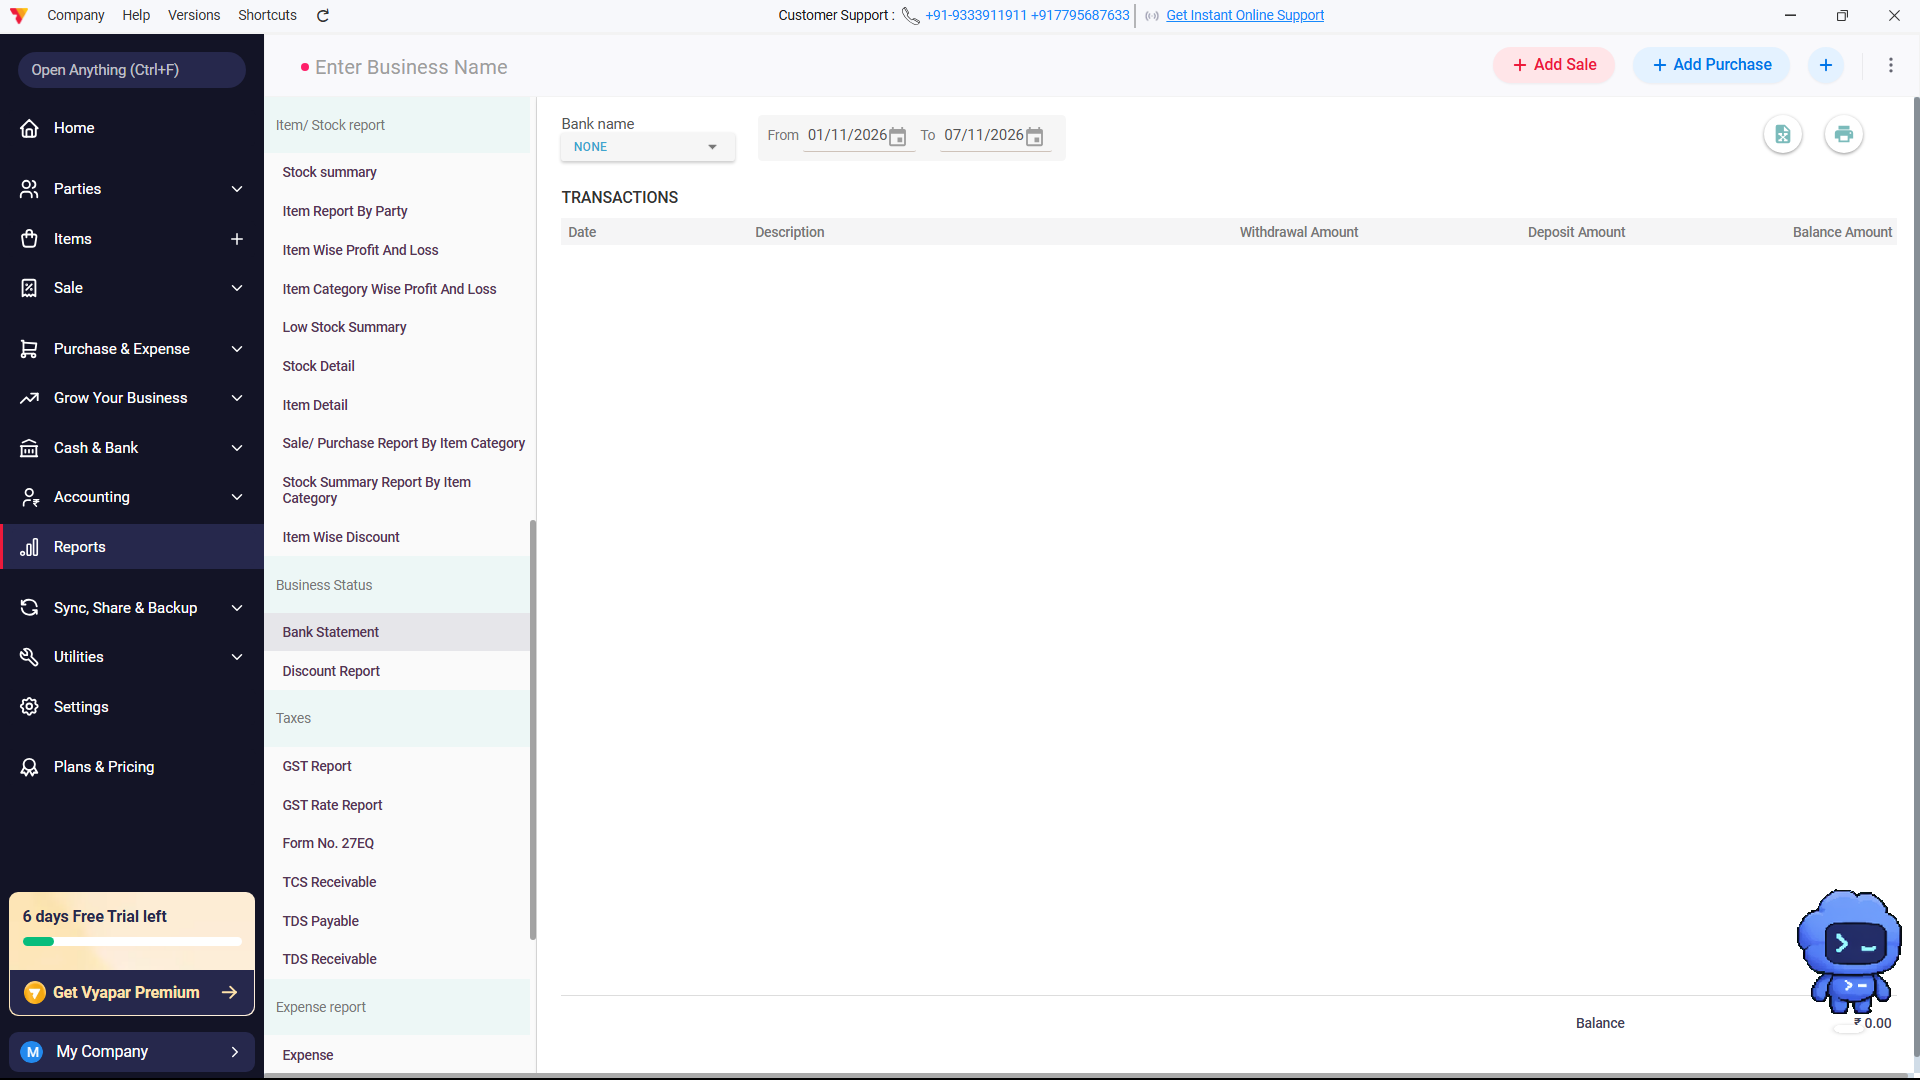 Company Help Versions Shortcuts
Customer Support : +91-9333911911 +917795687633 Get Instant Online Support
Open Anything (Ctrl+F)
Enter Business Name
+ Add Sale
+ Add Purchase
Home
Parties
Items
Sale
Purchase & Expense
Grow Your Business
Cash & Bank
Accounting
Reports
Sync, Share & Backup
Utilities
Settings
Plans & Pricing
6 days Free Trial left
Get Vyapar Premium
M My Company
Item/ Stock report
Stock summary
Item Report By Party
Item Wise Profit And Loss
Item Category Wise Profit And Loss
Low Stock Summary
Stock Detail
Item Detail
Sale/ Purchase Report By Item Category
Stock Summary Report By Item
Category
Item Wise Discount
Business Status
Bank Statement
Discount Report
Taxes
GST Report
GST Rate Report
Form No. 27EQ
TCS Receivable
TDS Payable
TDS Receivable
Expense report
Expense
Bank name
NONE
From 01/11/2026 To 07/11/2026
TRANSACTIONS
Date Description Withdrawal Amount Deposit Amount Balance Amount
Balance ₹ 0.00